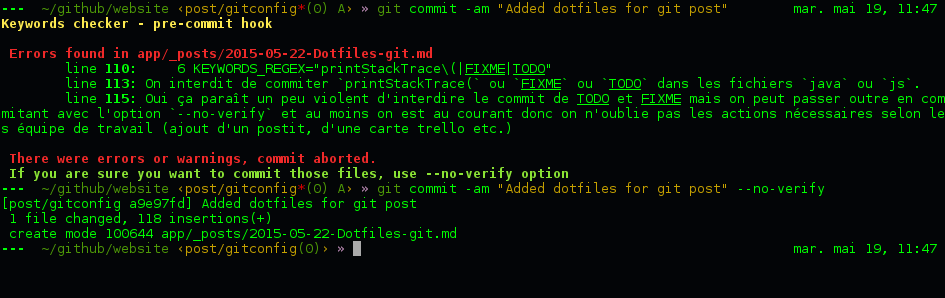 ---  ~/github/website ‹post/gitconfig*(0) A› » git commit -am "Added dotfiles for git post"        mar. mai 19, 11:47
Keywords checker - pre-commit hook
Errors found in app/_posts/2015-05-22-Dotfiles-git.md
line 110:     6 KEYWORDS_REGEX="printStackTrace\(|FIXME|TODO"
line 113: On interdit de commiter `printStackTrace(` ou `FIXME` ou `TODO` dans les fichiers `java` ou `js`.
line 115: Oui ça paraît un peu violent d'interdire le commit de TODO et FIXME mais on peut passer outre en com
mitant avec l'option `--no-verify` et au moins on est au courant donc on n'oublie pas les actions nécessaires selon le
s équipe de travail (ajout d'un postit, d'une carte trello etc.)
There were errors or warnings, commit aborted.
If you are sure you want to commit those files, use --no-verify option
---  ~/github/website ‹post/gitconfig*(0) A› » git commit -am "Added dotfiles for git post" --no-verify
[post/gitconfig a9e97fd] Added dotfiles for git post
1 file changed, 118 insertions(+)
create mode 100644 app/_posts/2015-05-22-Dotfiles-git.md
---  ~/github/website ‹post/gitconfig(0)› »        mar. mai 19, 11:47